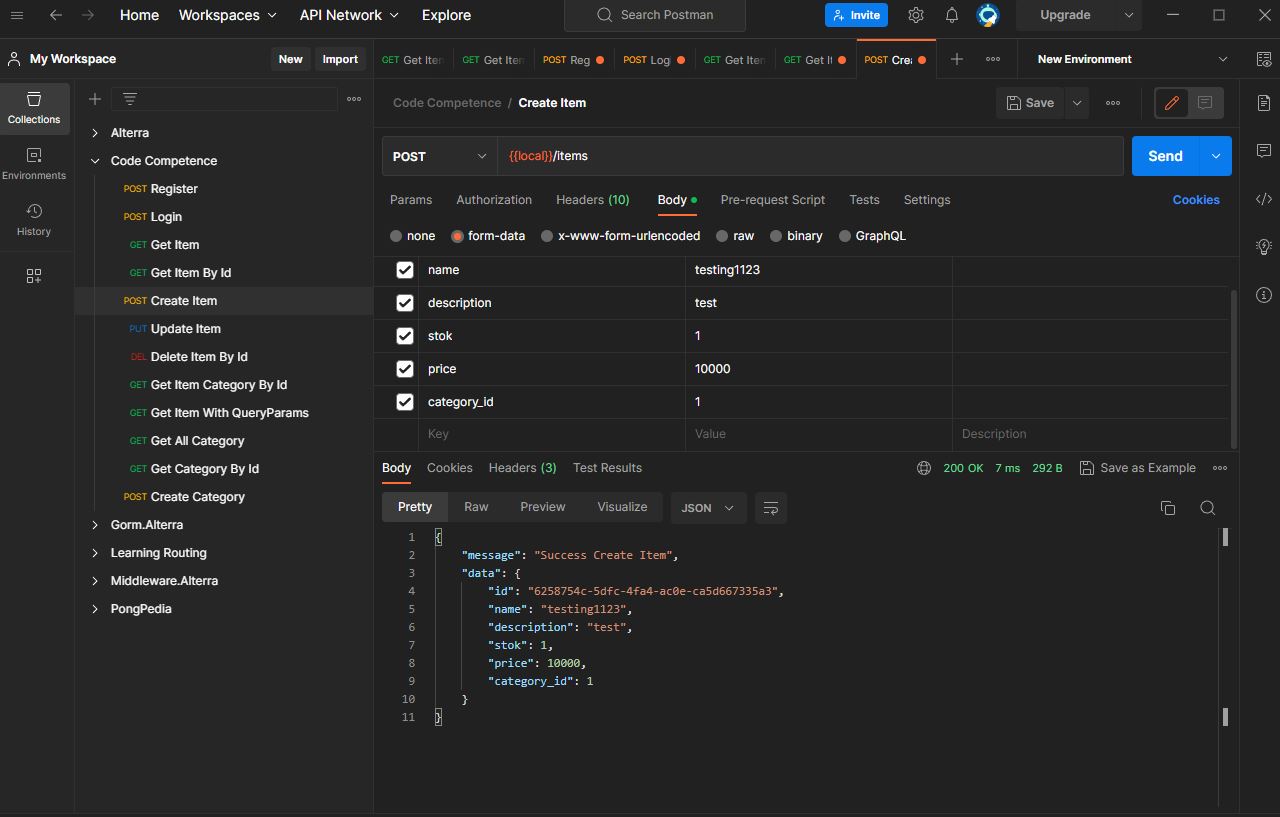 Home Workspaces API Network Explore Search Postman Invite Upgrade
My Workspace New Import GET Get Iten GET Get Iten POST Reg POST Log GET Get Iten GET Get It POST Crea New Environment
Collections
Environments
History
Alterra
Code Competence
POST Register
POST Login
GET Get Item
GET Get Item By Id
POST Create Item
PUT Update Item
DEL Delete Item By Id
GET Get Item Category By Id
GET Get Item With QueryParams
GET Get All Category
GET Get Category By Id
POST Create Category
Gorm.Alterra
Learning Routing
Middleware.Alterra
PongPedia
Code Competence / Create Item Save
POST {{local}}/items Send
Params Authorization Headers (10) Body Pre-request Script Tests Settings Cookies
none form-data x-www-form-urlencoded raw binary GraphQL
name testing1123
description test
stok 1
price 10000
category_id 1
Key Value Description
Body Cookies Headers (3) Test Results 200 OK 7 ms 292 B Save as Example
Pretty Raw Preview Visualize JSON
1 {
2 "message": "Success Create Item",
3 "data": {
4 "id": "6258754c-5dfc-4fa4-ac0e-ca5d667335a3",
5 "name": "testing1123",
6 "description": "test",
7 "stok": 1,
8 "price": 10000,
9 "category_id": 1
10 }
11 }